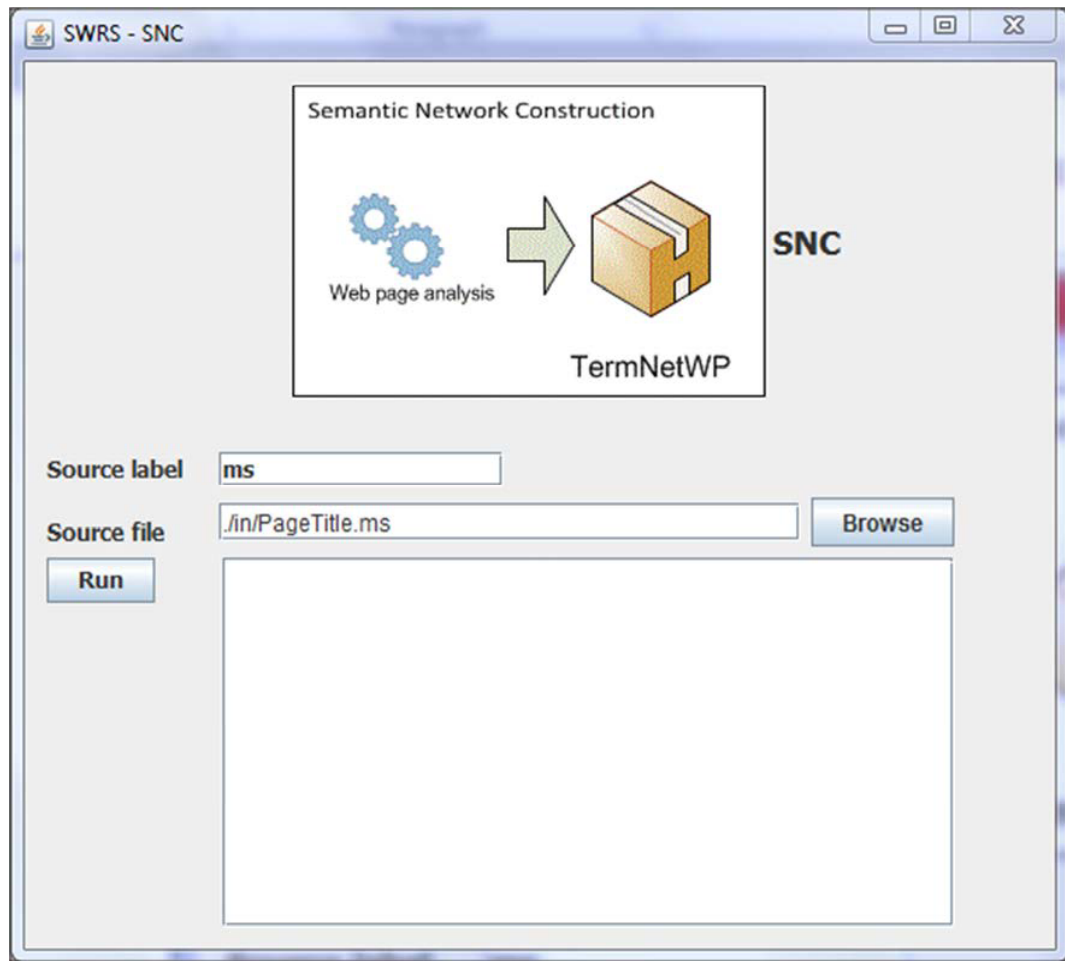 SWRS - SNC
Semantic Network Construction
SNC
Web page analysis
TermNetWP
Source label
ms
Source file
./in/PageTitle.ms
Browse
Run